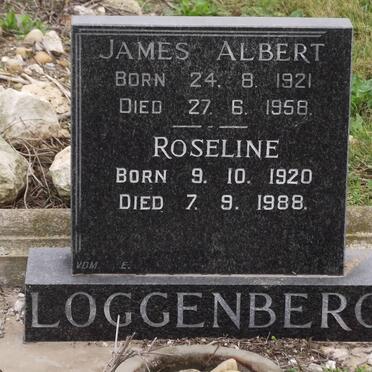 JAMES ALBERT
BORN 24. 8. 1921
DIED 27. 6. 1958.
ROSELINE
BORN 9. 10. 1920
DIED 7. 9. 1988.
VDM E.
LOGGENBERG